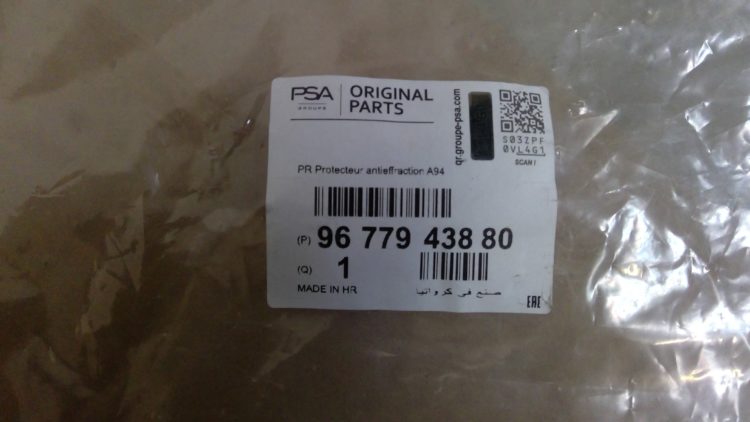 PSA
GROUPE
ORIGINAL
PARTS
qr.groupe-psa.com
S03ZPF
0VL4G1
SCAN !
PR Protecteur antieffraction A94
(P) 96 779 438 80
(Q) 1
MADE IN HR
صنع في كرواتيا
EAC